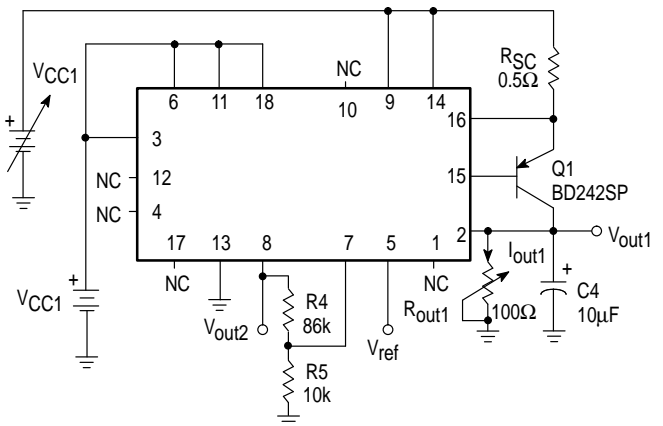 VCC1
+
NC
RSC
0.5Ω
6
11
18
10
9
14
16
3
Q1
BD242SP
NC
12
15
NC
4
2
Vout1
17
13
8
7
5
1
Iout1
+
NC
NC
VCC1
+
R4
86k
Rout1
100Ω
C4
10μF
Vout2
Vref
R5
10k